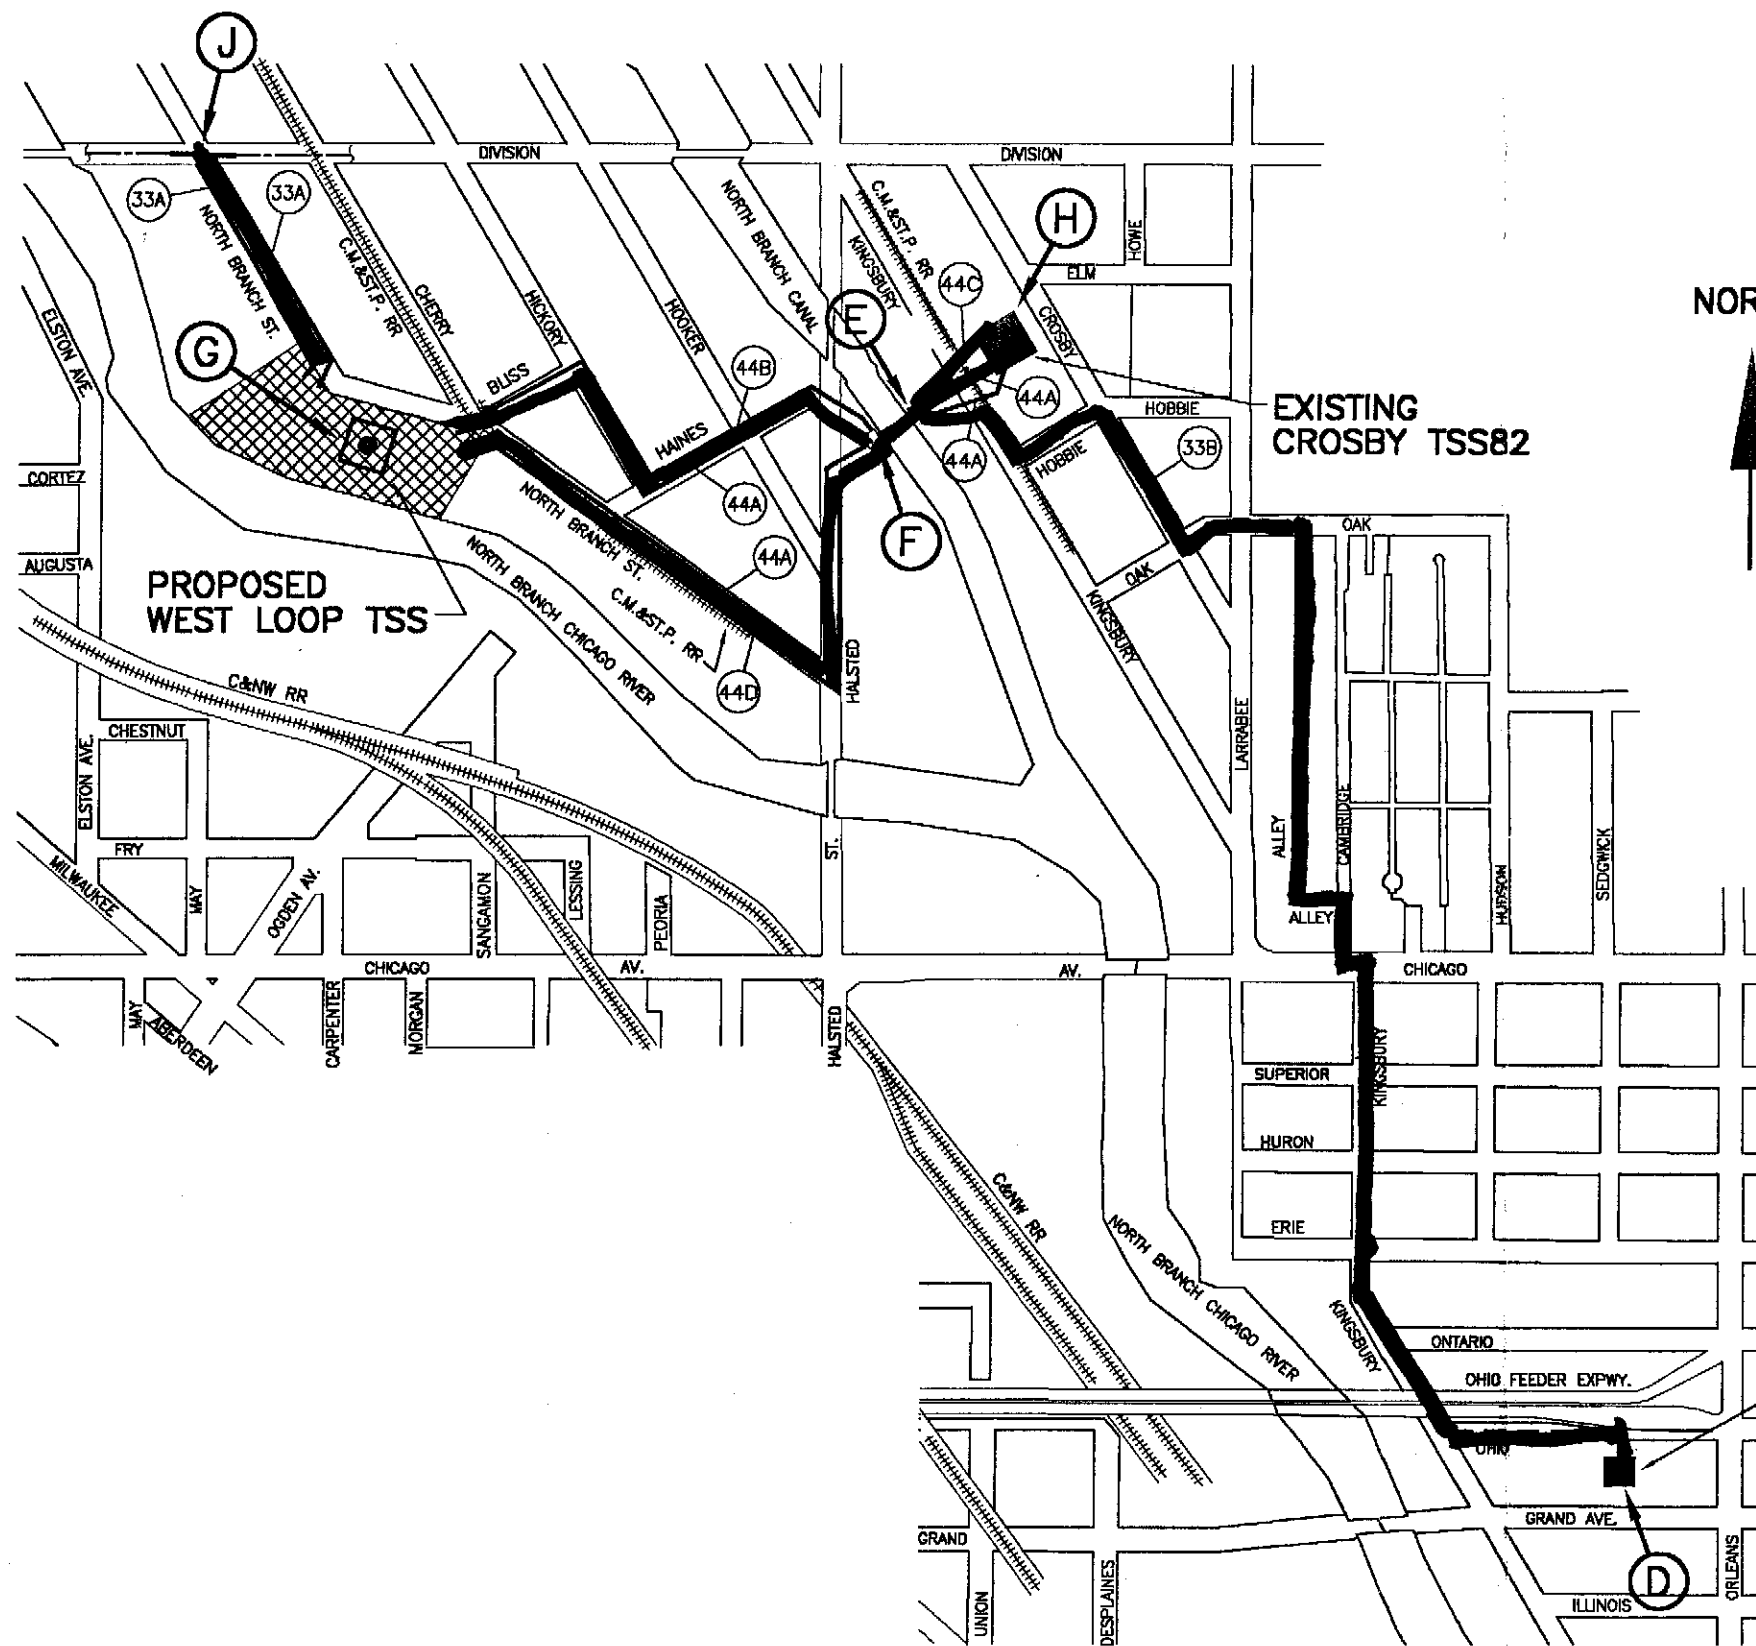 J
DIVISION
DIVISION
33A
33A
NORTH BRANCH ST.
C.M.&ST.P. RR
CHERRY
HICKORY
HOOKER
NORTH BRANCH CANAL
C.M.&ST.P. RR
KINGSBURY
H
HOWE
ELM
CROSBY
44C
E
NOR
ELSTON AVE.
G
BLISS
44B
44A
HOBBIE
EXISTING
CROSBY TSS82
HAINES
44A
HOBBIE
33B
CORTEZ
44A
NORTH BRANCH ST.
F
OAK
AUGUSTA
44A
OAK
PROPOSED
WEST LOOP TSS
NORTH BRANCH CHICAGO RIVER
C.M.&ST.P. RR
44D
HALSTED
KINGSBURY
C&NW RR
LARRABEE
CHESTNUT
ELSTON AVE.
FRY
MILWAUKEE
MAY
OGDEN AV.
SANGAMON
LESSING
PEORIA
ST.
ALLEY
CAMBRIDGE
ALLEY
HUDSON
SEDGWICK
CHICAGO
AV.
AV.
CHICAGO
MAY
ABERDEEN
CARPENTER
MORGAN
HALSTED
KINGSBURY
SUPERIOR
HURON
ERIE
C&NW RR
NORTH BRANCH CHICAGO RIVER
KINGSBURY
ONTARIO
OHIO FEEDER EXPWY.
OHIO
GRAND AVE.
GRAND
UNION
DESPLAINES
D
ILLINOIS
ORLEANS